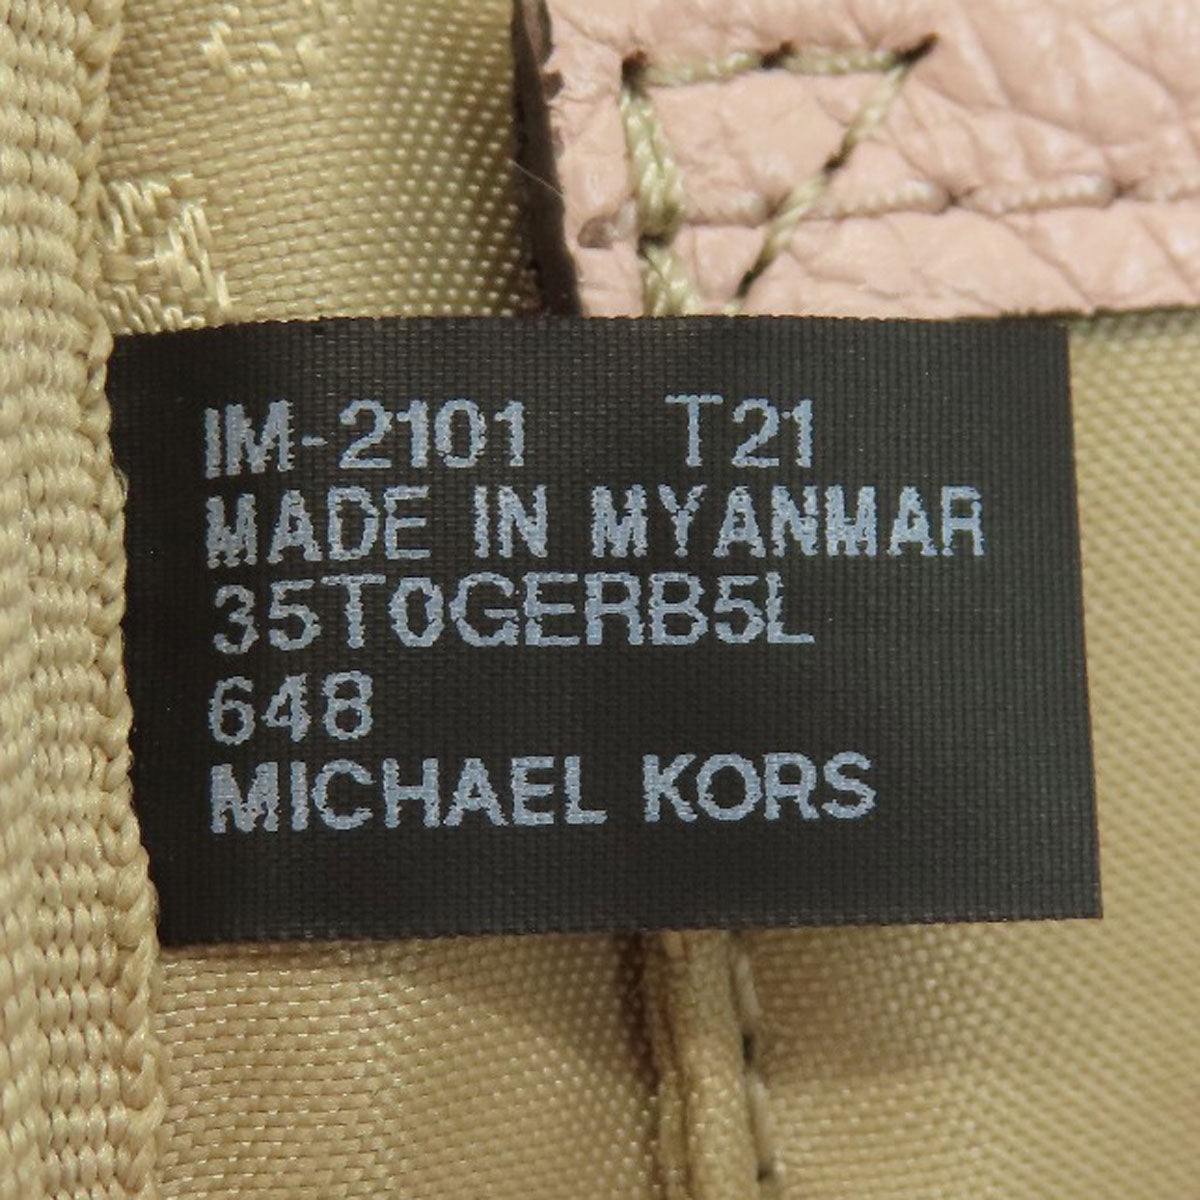 IM-2101 T21
MADE IN MYANMAR
35T0GERB5L
648
MICHAEL KORS